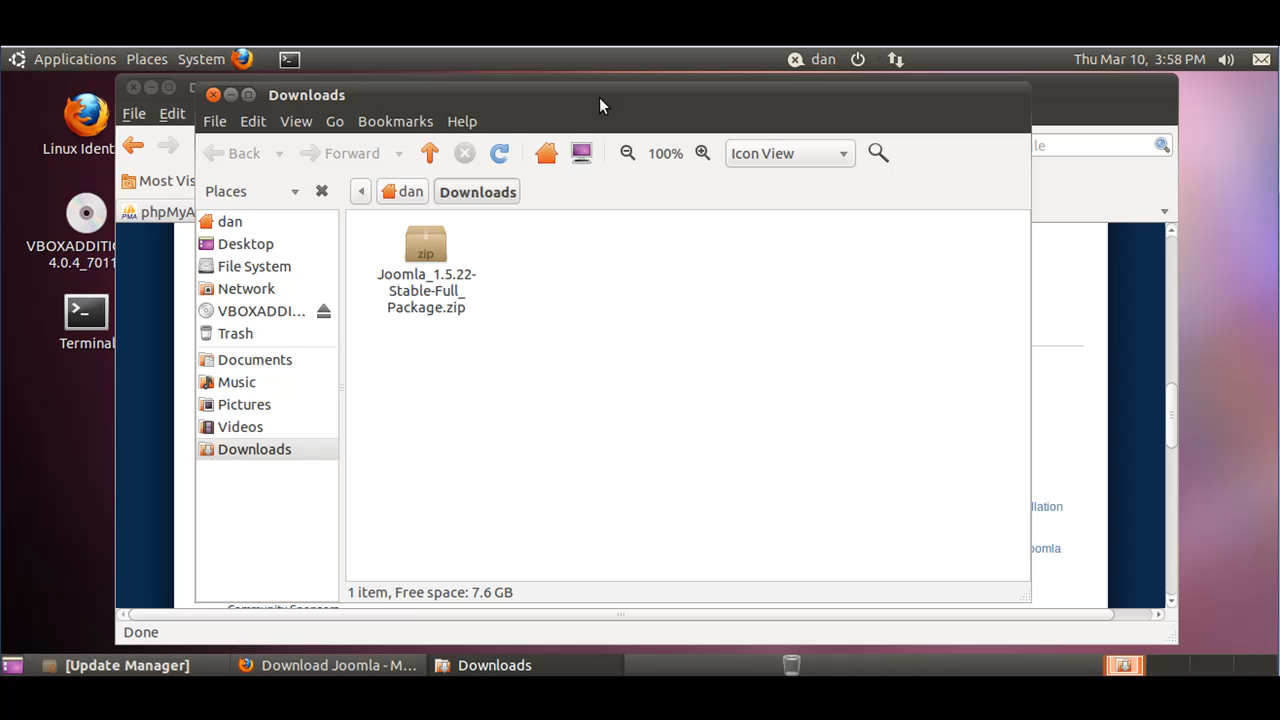 Applications Places System dan Thu Mar 10, 3:58 PM
Downloads
File Edit
File Edit View Go Bookmarks Help
Linux Ident
Back Forward 100% Icon View
le
Most Vis
Places dan Downloads
phpMyA
dan
Desktop
File System
Network
VBOXADDI...
Trash
Documents
Music
Pictures
Videos
Downloads
zip
Joomla_1.5.22-
Stable-Full_
Package.zip
VBOXADDITI
4.0.4_7011
Terminal
llation
oomla
1 item, Free space: 7.6 GB
Community Sponsors
Done
[Update Manager] Download Joomla - M... Downloads